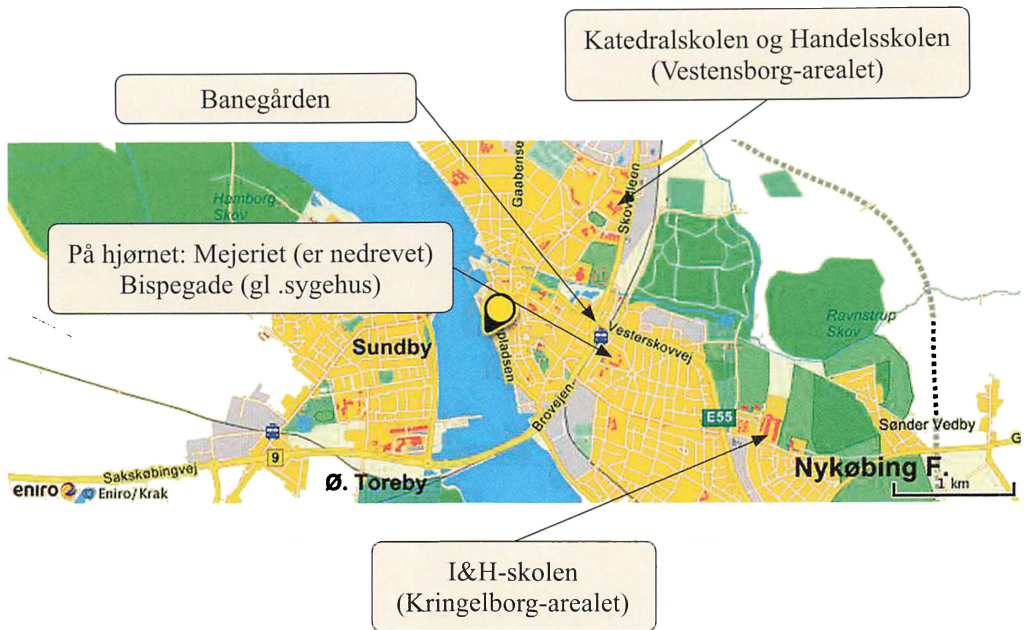 Katedralskolen og Handelsskolen
(Vestensborg-arealet)
Banegården
På hjørnet: Mejeriet (er nedrevet)
Bispegade (gl .sygehus)
Hamborg
Skov
Gaabense
Skovalleen
Ravnstrup
Skov
Sundby
pladsen
Vesterskovvej
Brovejen
E55
Sønder Vedby
G
Nykøbing F.
1 km
Sakskøbingvej
9
Ø. Toreby
eniro © Eniro/Krak
I&H-skolen
(Kringelborg-arealet)